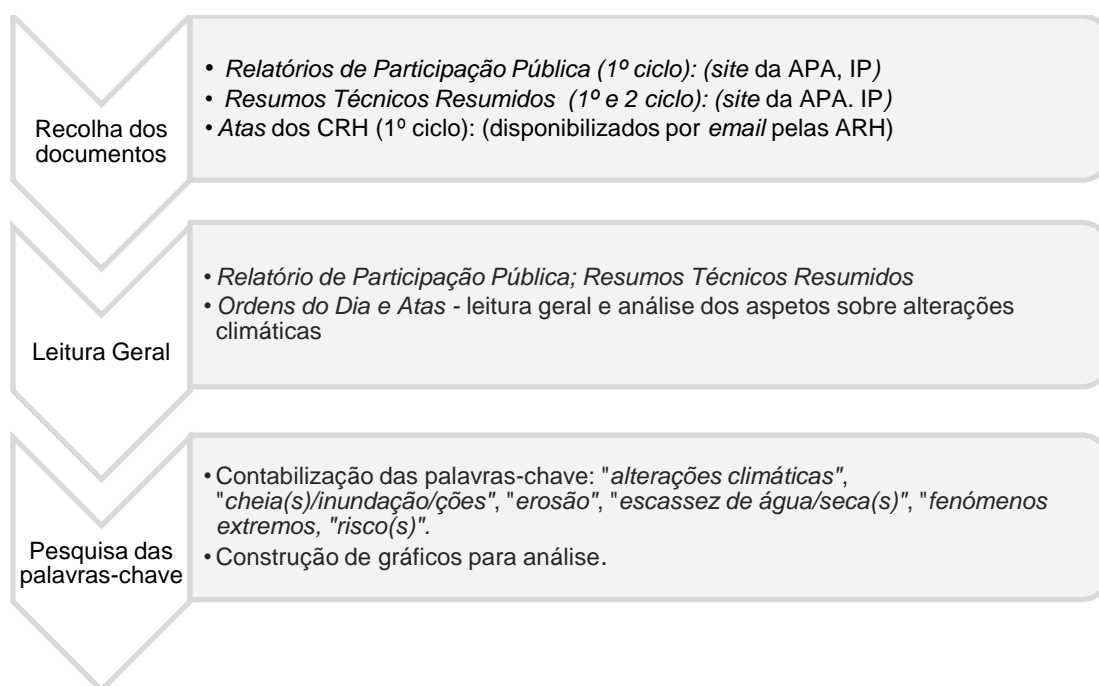 Recolha dos
documentos
• Relatórios de Participação Pública (1º ciclo): (site da APA, IP)
• Resumos Técnicos Resumidos (1º e 2 ciclo): (site da APA. IP)
• Atas dos CRH (1º ciclo): (disponibilizados por email pelas ARH)
Leitura Geral
• Relatório de Participação Pública; Resumos Técnicos Resumidos
• Ordens do Dia e Atas - leitura geral e análise dos aspetos sobre alterações
climáticas
Pesquisa das
palavras-chave
• Contabilização das palavras-chave: "alterações climáticas",
"cheia(s)/inundação/ções", "erosão", "escassez de água/seca(s)", "fenómenos
extremos, "risco(s)".
• Construção de gráficos para análise.